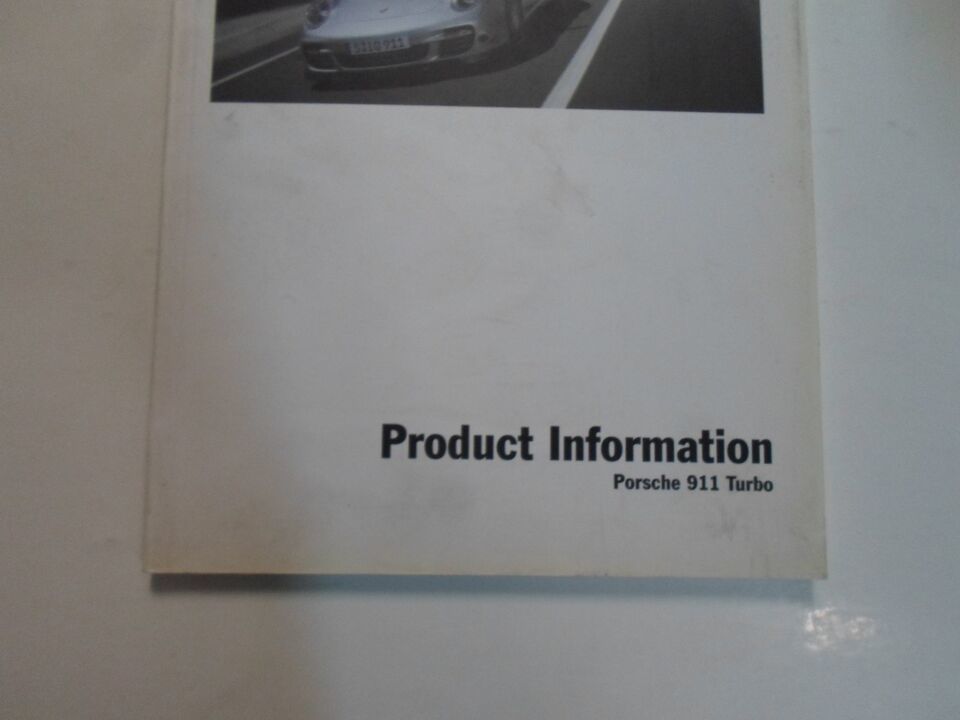 Product Information
Porsche 911 Turbo